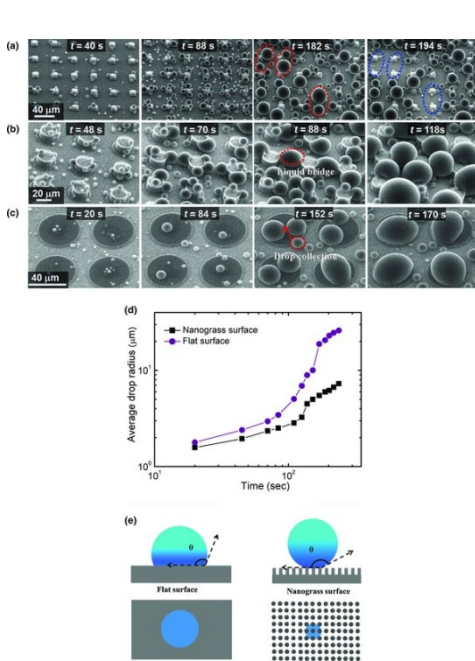 (a)
t = 40 s
t = 88 s
t = 182 s
t = 194 s
40 μm
(b)
t = 48 s
t = 70 s
t = 88 s
t = 118s
20 μm
Liquid bridge
(c)
t = 20 s
t = 84 s
t = 152 s
t = 170 s
40 μm
Drop collection
(d)
Nanograss surface
Flat surface
Average drop radius (μm)
10¹
10⁰
10¹
10²
Time (sec)
(e)
θ
θ
Flat surface
Nanograss surface